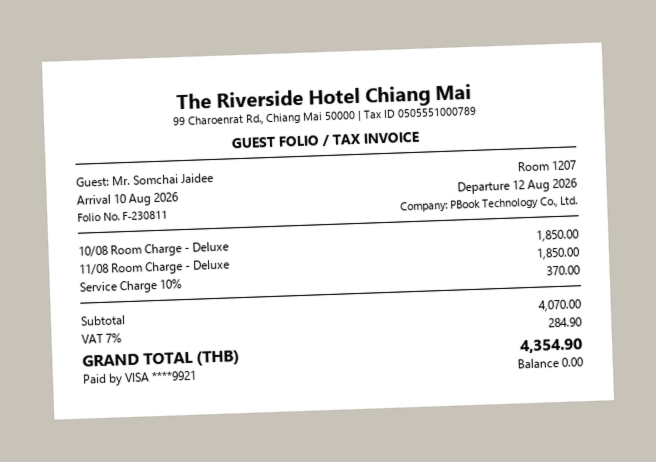 The Riverside Hotel Chiang Mai
99 Charoenrat Rd., Chiang Mai 50000 | Tax ID 0505551000789
GUEST FOLIO / TAX INVOICE
Guest: Mr. Somchai Jaidee Room 1207
Arrival 10 Aug 2026 Departure 12 Aug 2026
Folio No. F-230811 Company: PBook Technology Co., Ltd.
10/08 Room Charge - Deluxe 1,850.00
11/08 Room Charge - Deluxe 1,850.00
Service Charge 10% 370.00
Subtotal 4,070.00
VAT 7% 284.90
GRAND TOTAL (THB) 4,354.90
Paid by VISA ****9921 Balance 0.00